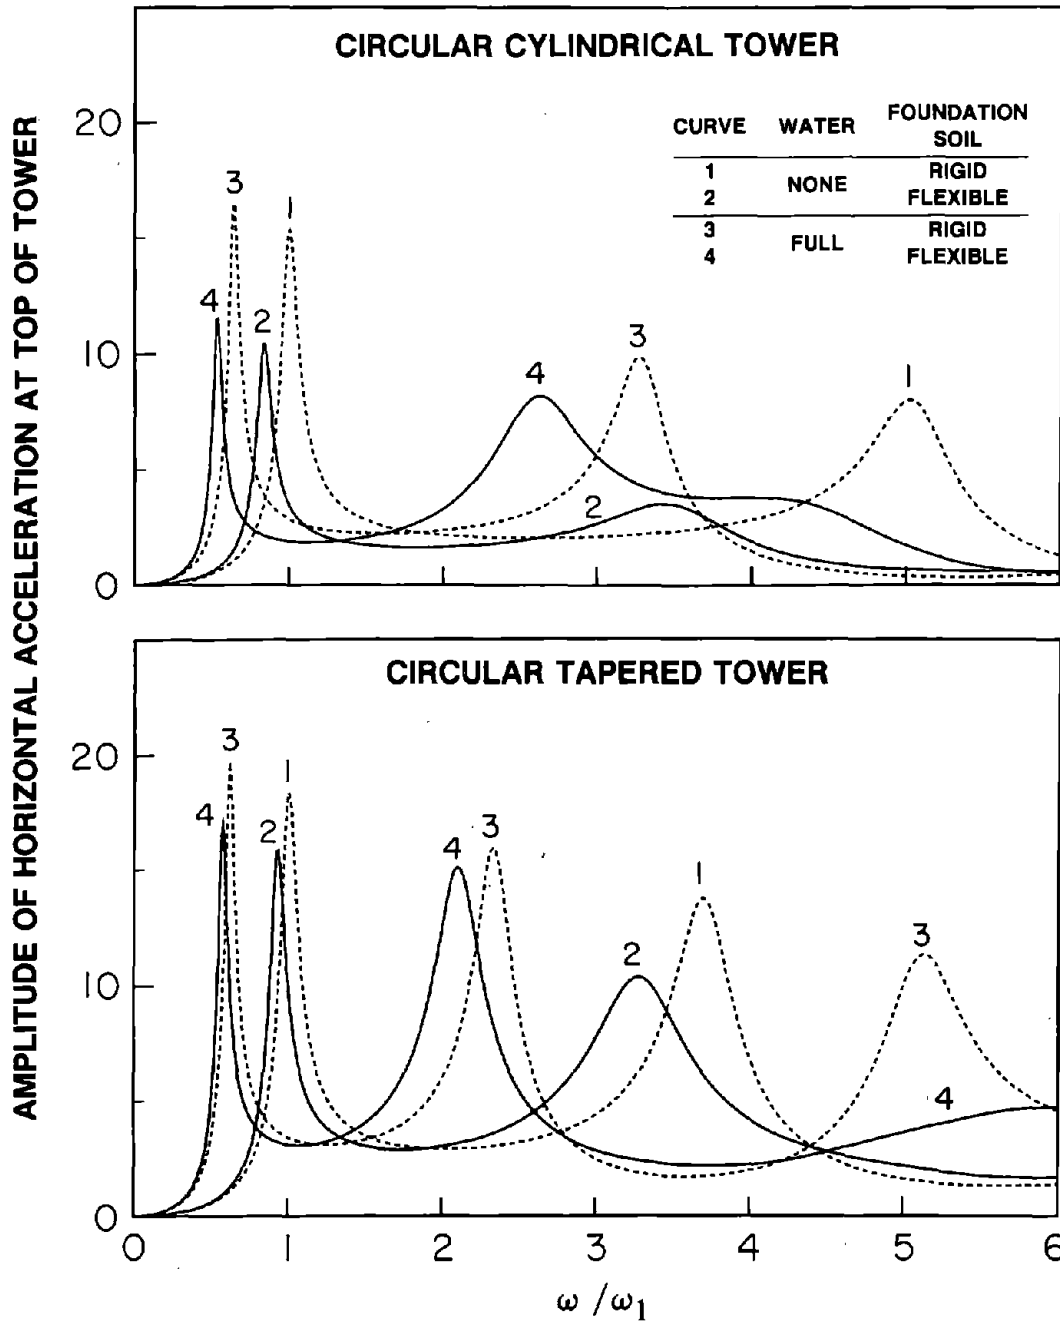 AMPLITUDE OF HORIZONTAL ACCELERATION AT TOP OF TOWER
CIRCULAR CYLINDRICAL TOWER
CURVE WATER FOUNDATION SOIL
1 NONE RIGID
2 FLEXIBLE
3 FULL RIGID
4 FLEXIBLE
20
10
0
3
1
4
2
4
3
1
2
CIRCULAR TAPERED TOWER
20
10
0
3
1
4
2
4
3
1
2
3
4
0 1 2 3 4 5 6
ω /ω1